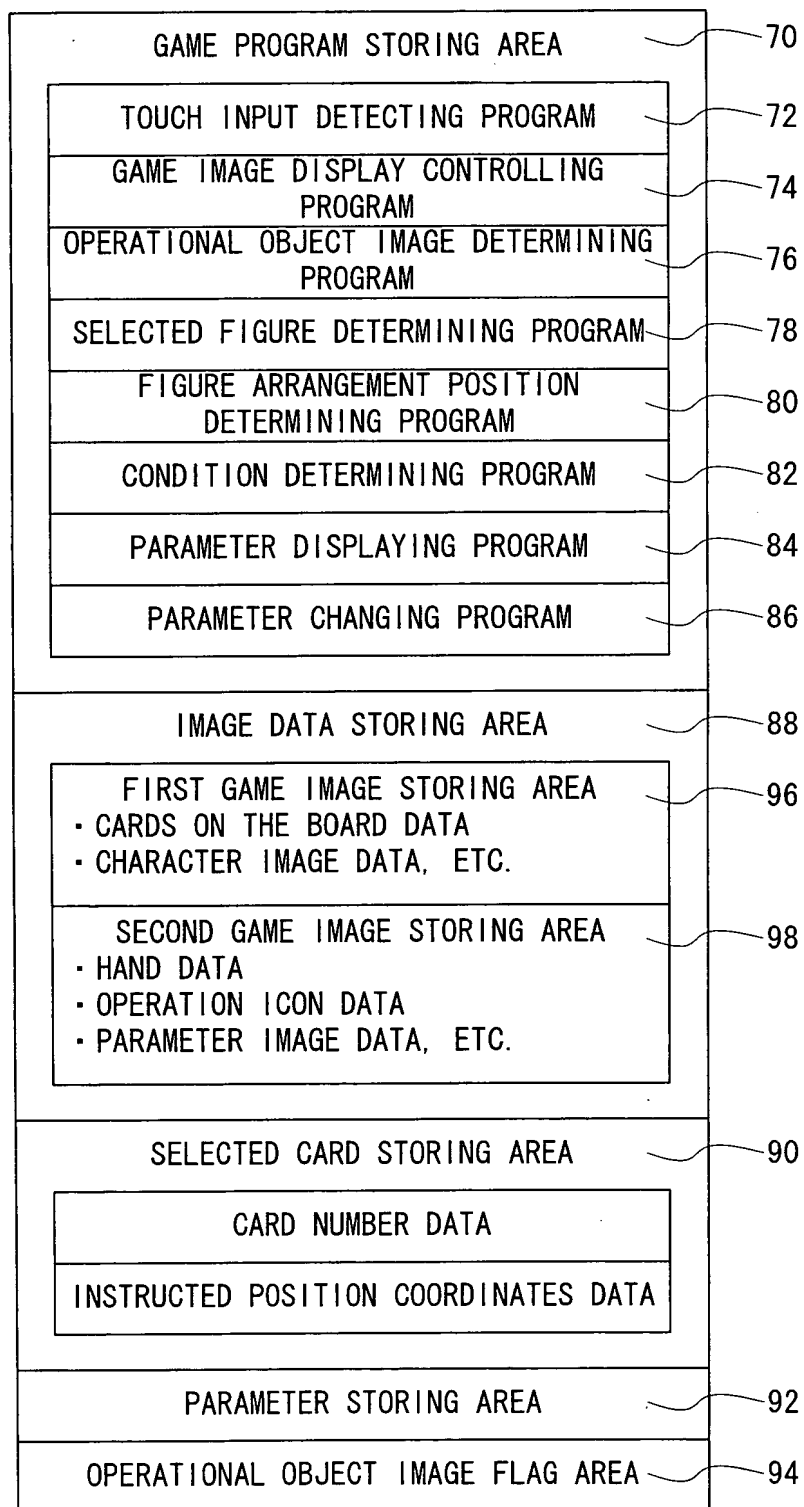 GAME PROGRAM STORING AREA 70
TOUCH INPUT DETECTING PROGRAM 72
GAME IMAGE DISPLAY CONTROLLING 74
PROGRAM
OPERATIONAL OBJECT IMAGE DETERMINING 76
PROGRAM
SELECTED FIGURE DETERMINING PROGRAM 78
FIGURE ARRANGEMENT POSITION 80
DETERMINING PROGRAM
CONDITION DETERMINING PROGRAM 82
PARAMETER DISPLAYING PROGRAM 84
PARAMETER CHANGING PROGRAM 86
IMAGE DATA STORING AREA 88
FIRST GAME IMAGE STORING AREA 96
・CARDS ON THE BOARD DATA
・CHARACTER IMAGE DATA, ETC.
SECOND GAME IMAGE STORING AREA 98
・HAND DATA
・OPERATION ICON DATA
・PARAMETER IMAGE DATA, ETC.
SELECTED CARD STORING AREA 90
CARD NUMBER DATA
INSTRUCTED POSITION COORDINATES DATA
PARAMETER STORING AREA 92
OPERATIONAL OBJECT IMAGE FLAG AREA 94